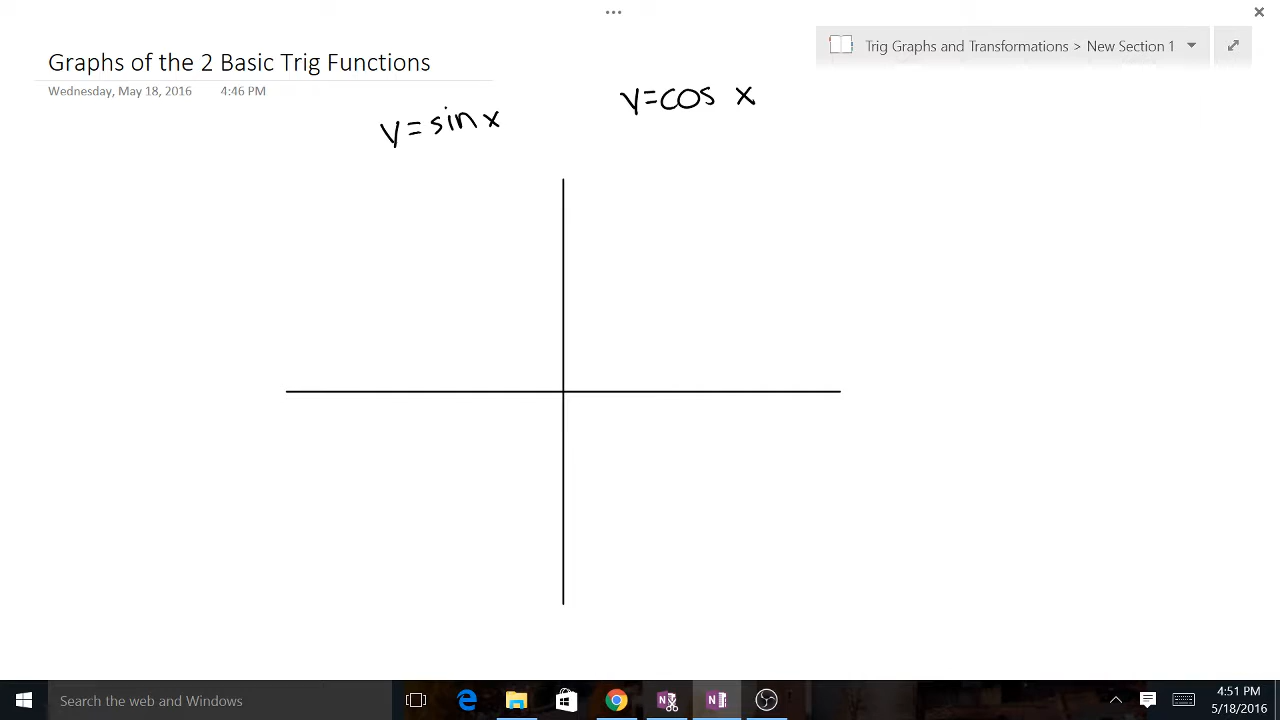 Trig Graphs and Transformations > New Section 1
Graphs of the 2 Basic Trig Functions
Wednesday, May 18, 2016 4:46 PM
y=sin x
y=cos x
Search the web and Windows
4:51 PM
5/18/2016